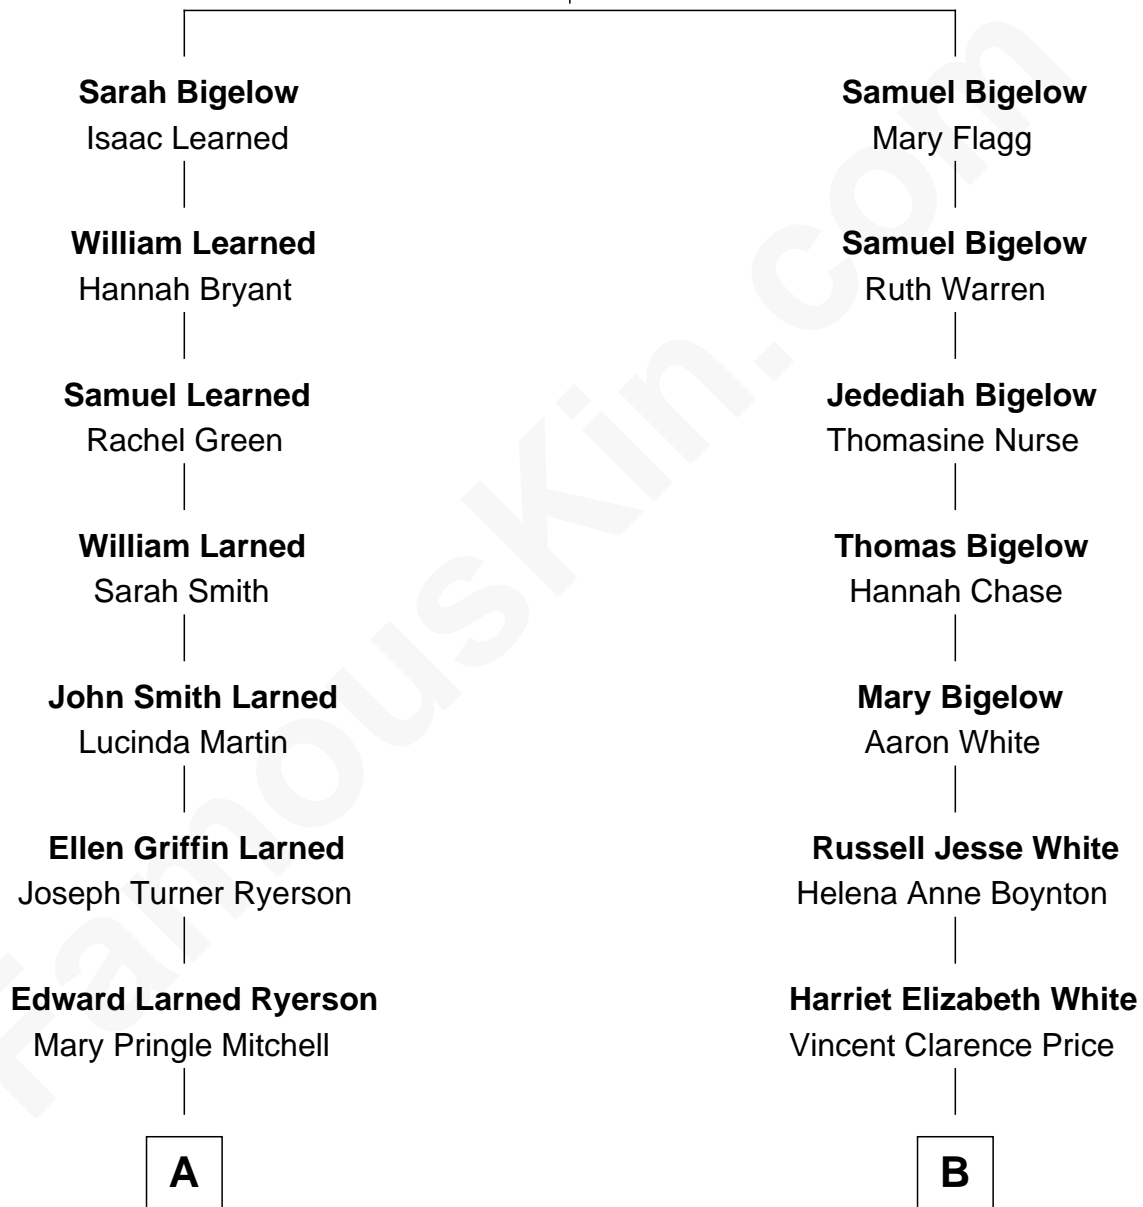 Sarah Bigelow
Isaac Learned
William Learned
Hannah Bryant
Samuel Learned
Rachel Green
William Larned
Sarah Smith
John Smith Larned
Lucinda Martin
Ellen Griffin Larned
Joseph Turner Ryerson
Edward Larned Ryerson
Mary Pringle Mitchell
A
Samuel Bigelow
Mary Flagg
Samuel Bigelow
Ruth Warren
Jedediah Bigelow
Thomasine Nurse
Thomas Bigelow
Hannah Chase
Mary Bigelow
Aaron White
Russell Jesse White
Helena Anne Boynton
Harriet Elizabeth White
Vincent Clarence Price
B
FamousKin.com